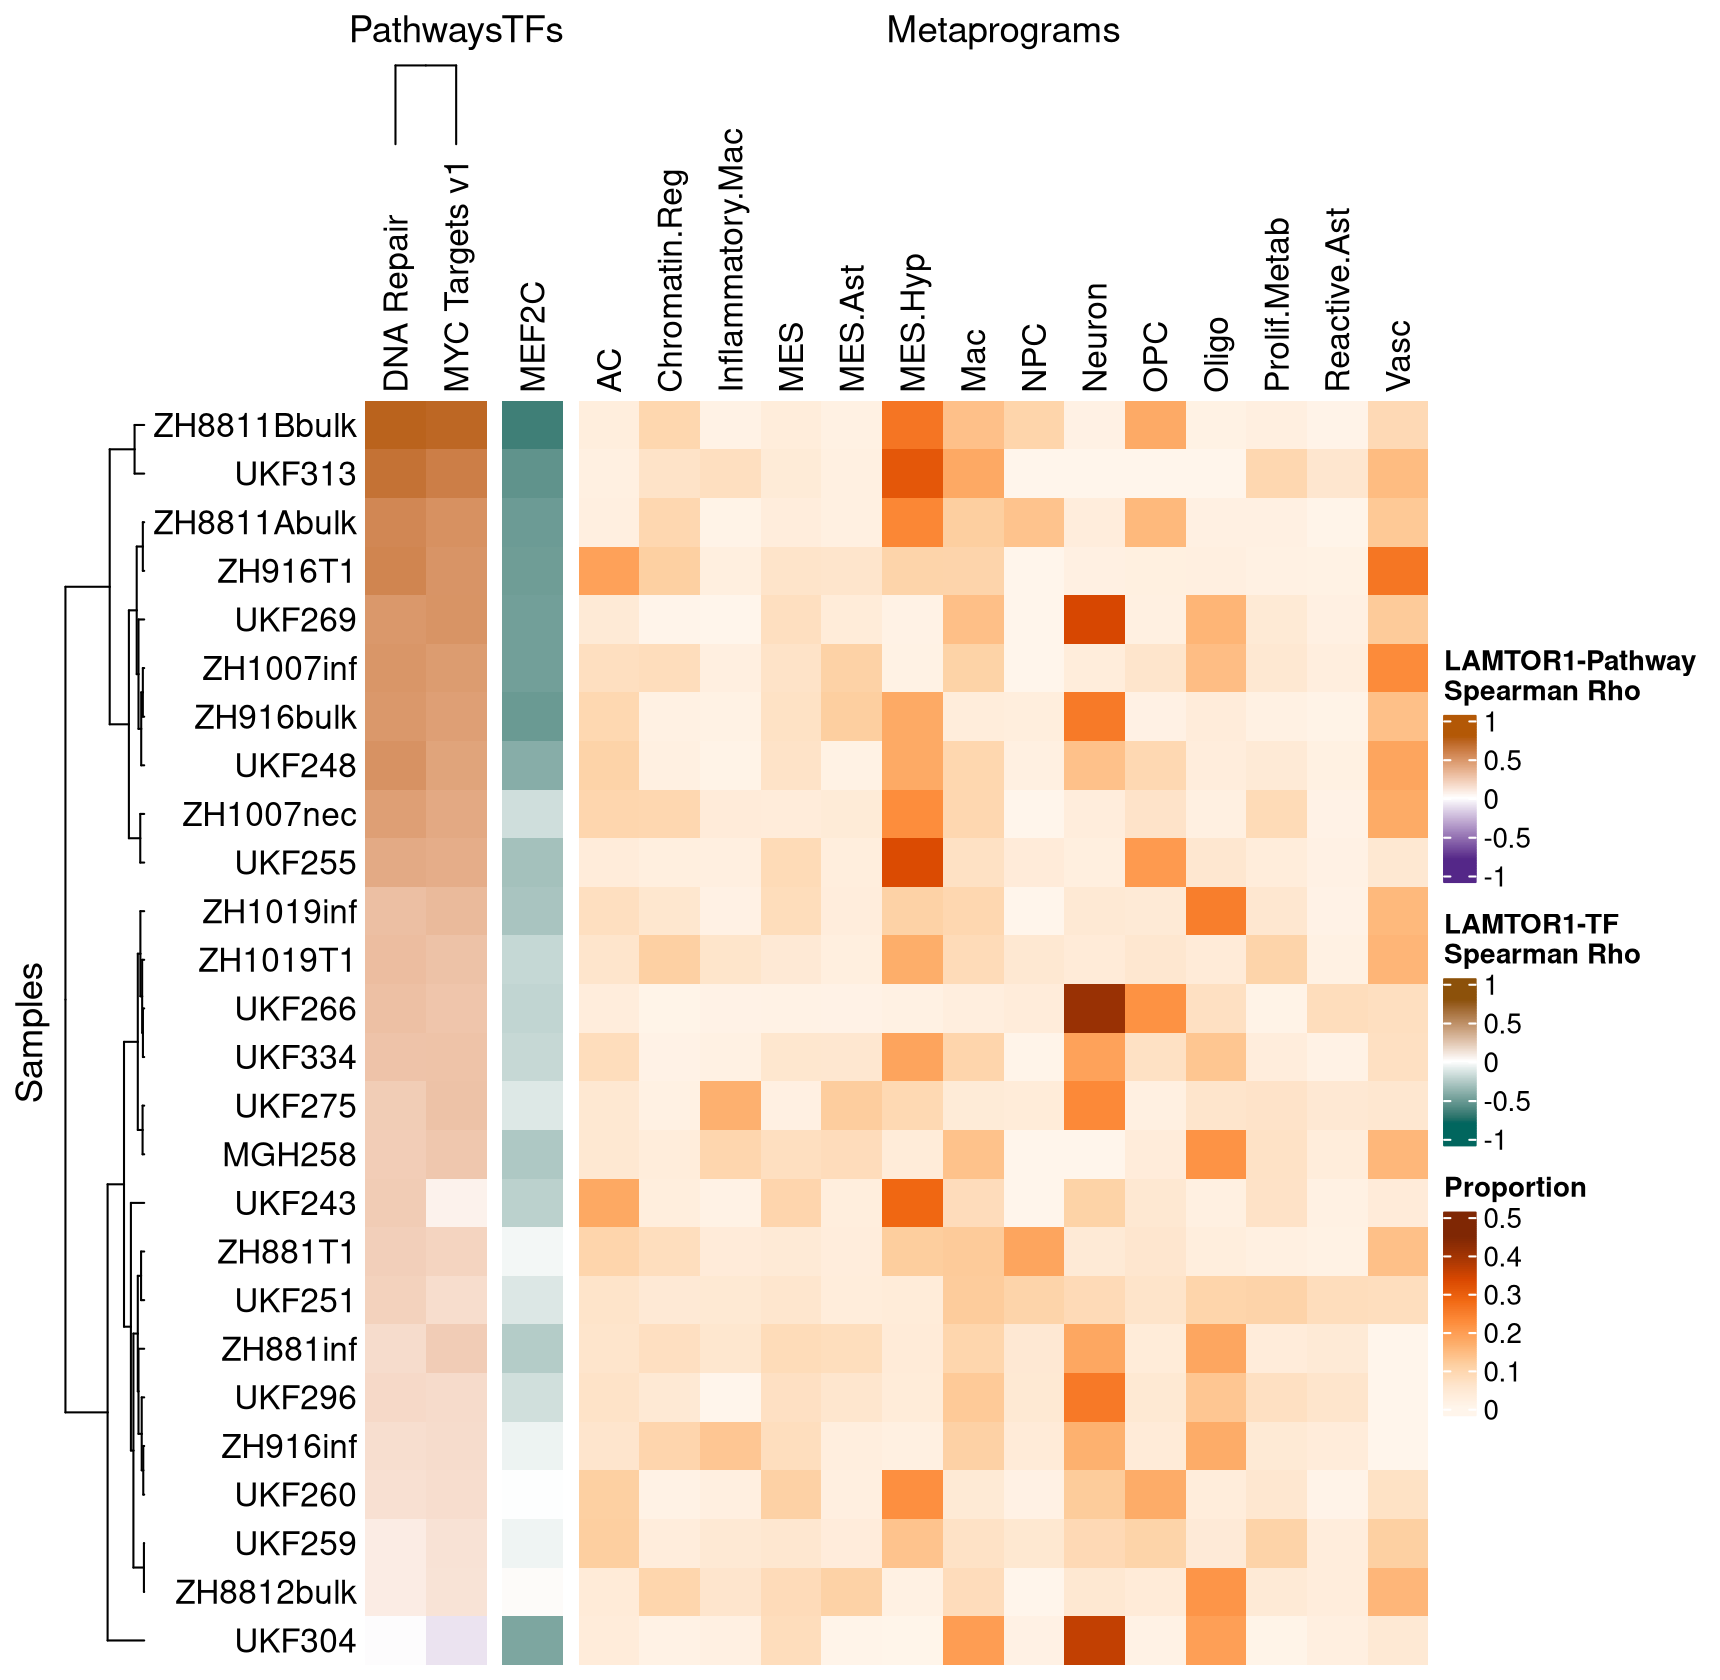 PathwaysTFs
Metaprograms
DNA Repair
MYC Targets v1
MEF2C
AC
Chromatin.Reg
Inflammatory.Mac
MES
MES.Ast
MES.Hyp
Mac
NPC
Neuron
OPC
Oligo
Prolif.Metab
Reactive.Ast
Vasc
Samples
ZH8811Bbulk
UKF313
ZH8811Abulk
ZH916T1
UKF269
ZH1007inf
ZH916bulk
UKF248
ZH1007nec
UKF255
ZH1019inf
ZH1019T1
UKF266
UKF334
UKF275
MGH258
UKF243
ZH881T1
UKF251
ZH881inf
UKF296
ZH916inf
UKF260
UKF259
ZH8812bulk
UKF304
LAMTOR1-Pathway
Spearman Rho
1
0.5
0
-0.5
-1
LAMTOR1-TF
Spearman Rho
1
0.5
0
-0.5
-1
Proportion
0.5
0.4
0.3
0.2
0.1
0